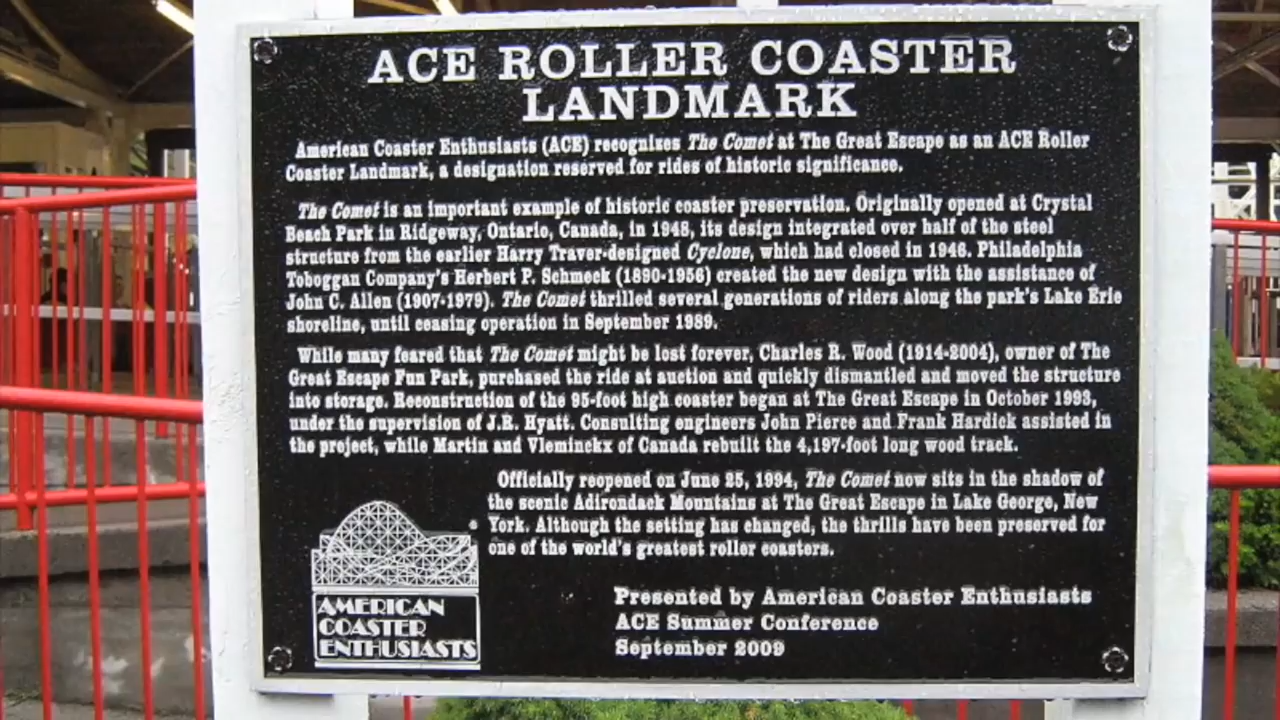 ACE ROLLER COASTER
LANDMARK
American Coaster Enthusiasts (ACE) recognizes The Comet at The Great Escape as an ACE Roller
Coaster Landmark, a designation reserved for rides of historic significance.
The Comet is an important example of historic coaster preservation. Originally opened at Crystal
Beach Park in Ridgeway, Ontario, Canada, in 1948, its design integrated over half of the steel
structure from the earlier Harry Traver-designed Cyclone, which had closed in 1946. Philadelphia
Toboggan Company's Herbert P. Schmeck (1890-1956) created the new design with the assistance of
John C. Allen (1907-1979). The Comet thrilled several generations of riders along the park's Lake Erie
shoreline, until ceasing operation in September 1989.
While many feared that The Comet might be lost forever, Charles R. Wood (1914-2004), owner of The
Great Escape Fun Park, purchased the ride at auction and quickly dismantled and moved the structure
into storage. Reconstruction of the 95-foot high coaster began at The Great Escape in October 1993,
under the supervision of J.R. Hyatt. Consulting engineers John Pierce and Frank Hardick assisted in
the project, while Martin and Vleminckx of Canada rebuilt the 4,197-foot long wood track.
Officially reopened on June 25, 1994, The Comet now sits in the shadow of
the scenic Adirondack Mountains at The Great Escape in Lake George, New
York. Although the setting has changed, the thrills have been preserved for
one of the world's greatest roller coasters.
AMERICAN
COASTER
ENTHUSIASTS
Presented by American Coaster Enthusiasts
ACE Summer Conference
September 2009